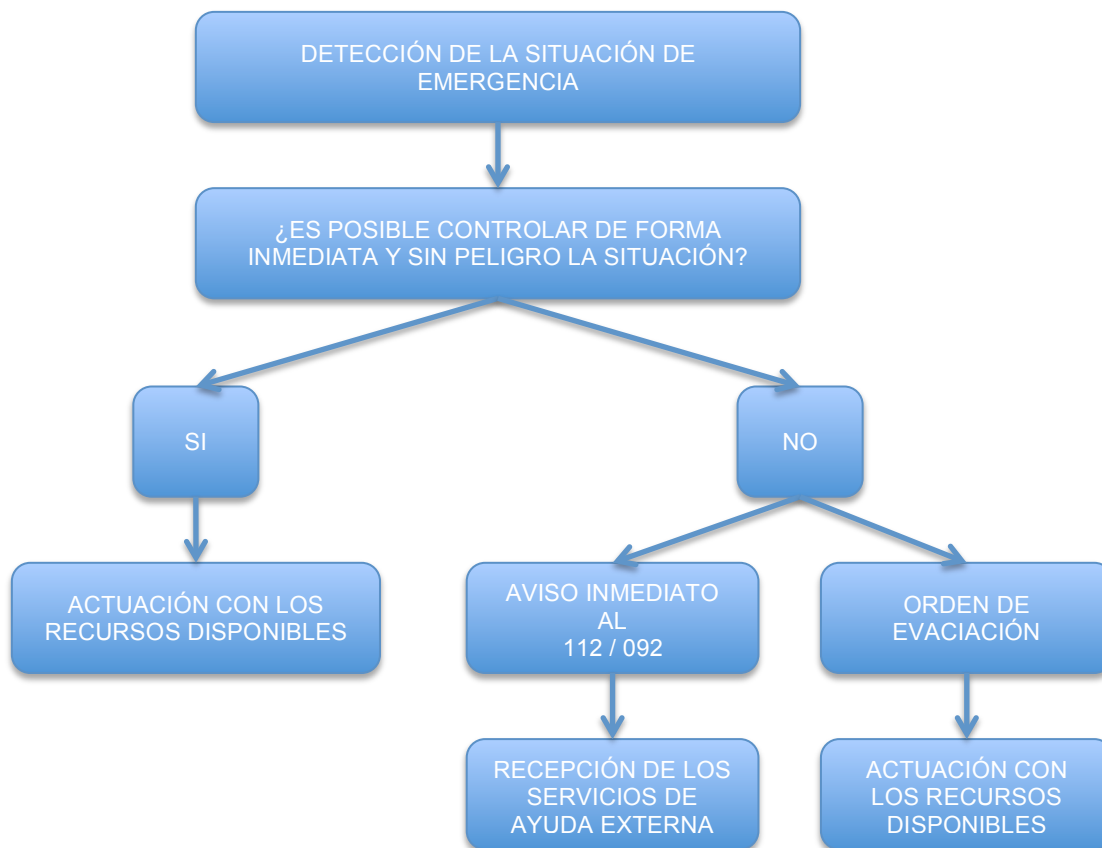 DETECCIÓN DE LA SITUACIÓN DE
EMERGENCIA
¿ES POSIBLE CONTROLAR DE FORMA
INMEDIATA Y SIN PELIGRO LA SITUACIÓN?
SI
NO
ACTUACIÓN CON LOS
RECURSOS DISPONIBLES
AVISO INMEDIATO
AL
112 / 092
ORDEN DE
EVACIACIÓN
RECEPCIÓN DE LOS
SERVICIOS DE
AYUDA EXTERNA
ACTUACIÓN CON
LOS RECURSOS
DISPONIBLES